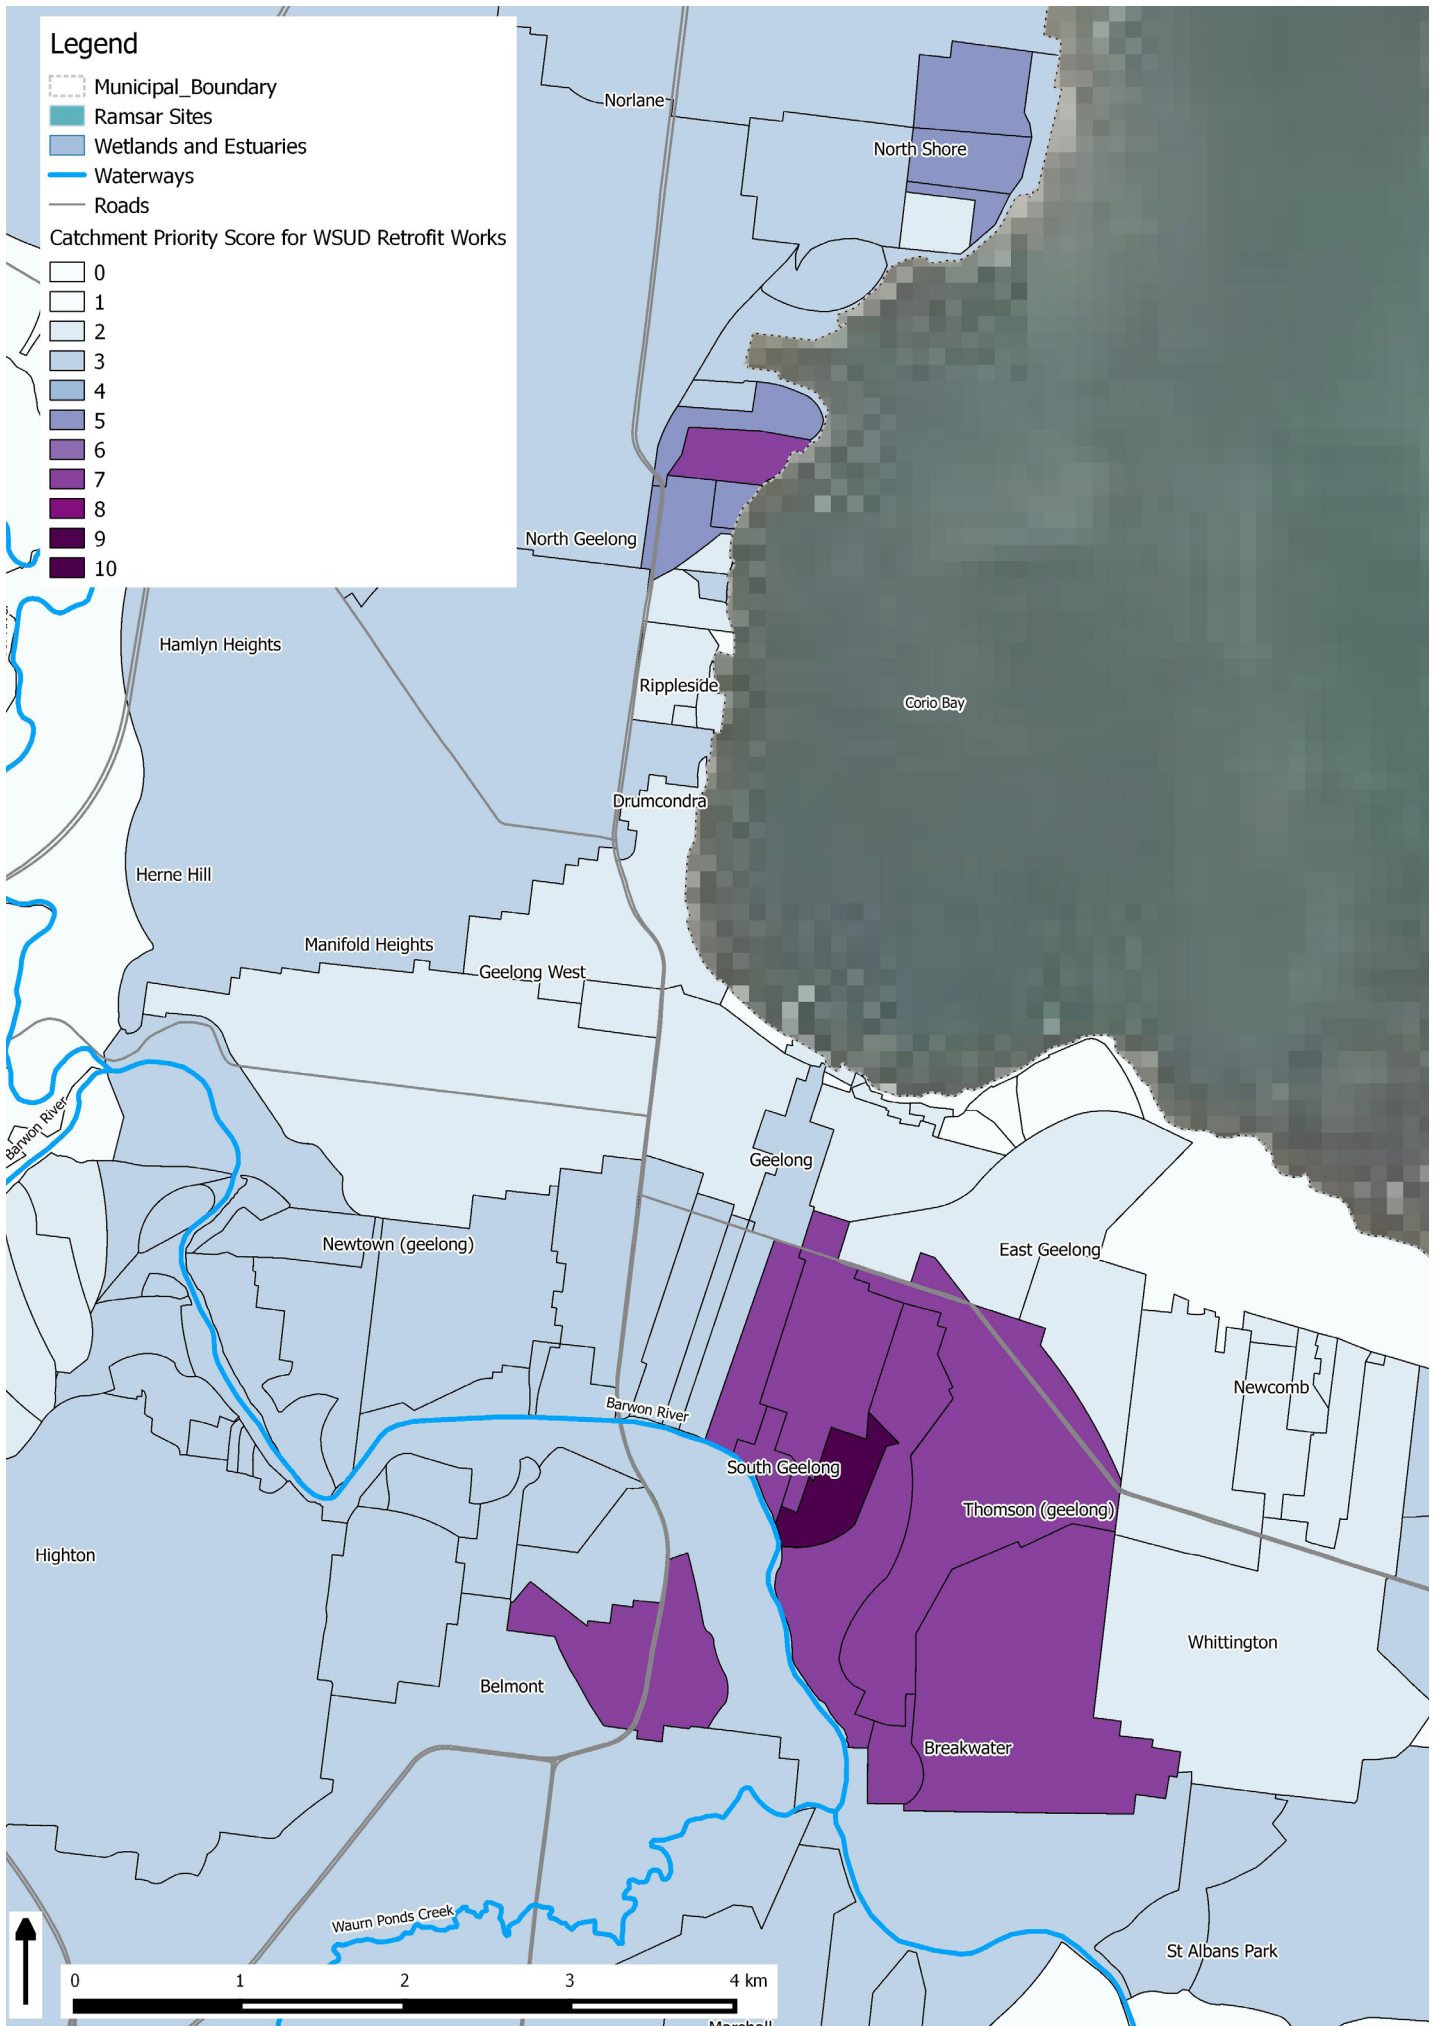 Legend
Municipal_Boundary
Ramsar Sites
Wetlands and Estuaries
Waterways
Roads
Catchment Priority Score for WSUD Retrofit Works
0
1
2
3
4
5
6
7
8
9
10
Norlane
North Shore
North Geelong
Hamlyn Heights
Rippleside
Corio Bay
Drumcondra
Herne Hill
Manifold Heights
Geelong West
Barwon River
Geelong
Newtown (geelong)
East Geelong
Newcomb
Barwon River
South Geelong
Thomson (geelong)
Highton
Whittington
Belmont
Breakwater
Waurn Ponds Creek
St Albans Park
0 1 2 3 4 km